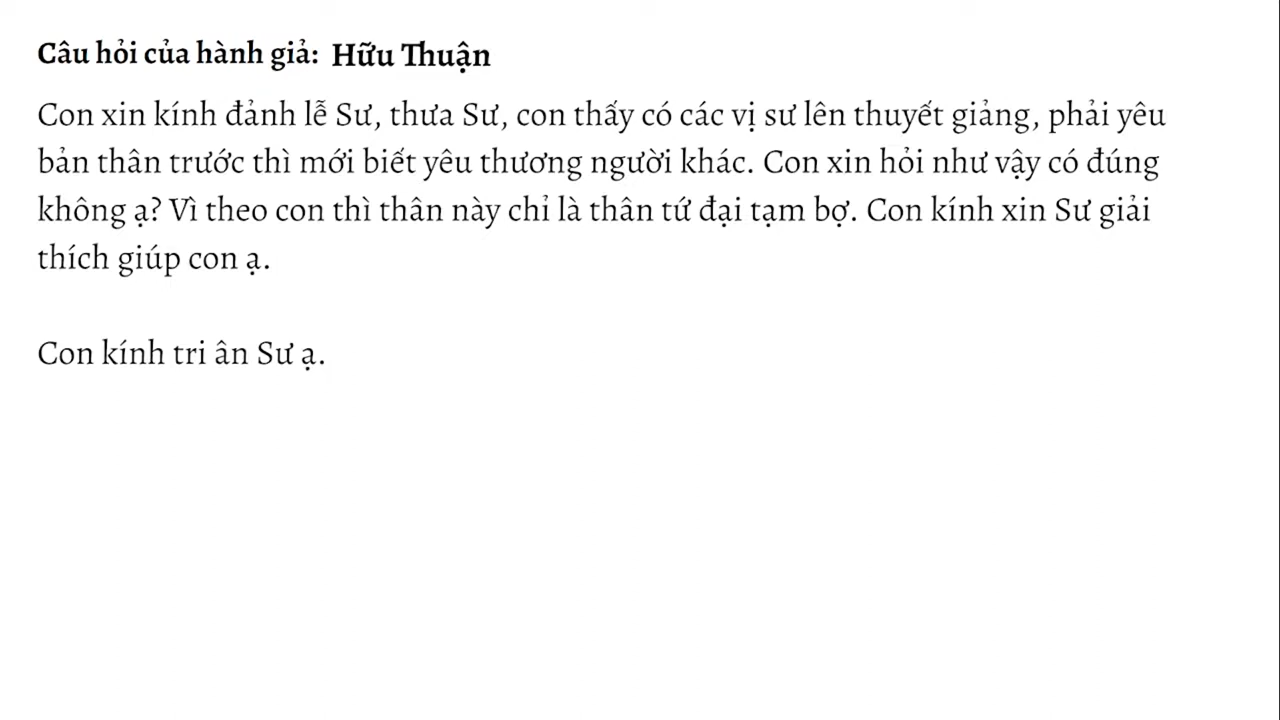 Câu hỏi của hành giả: Hữu Thuận
Con xin kính đảnh lễ Sư, thưa Sư, con thấy có các vị sư lên thuyết giảng, phải yêu
bản thân trước thì mới biết yêu thương người khác. Con xin hỏi như vậy có đúng
không ạ? Vì theo con thì thân này chỉ là thân tứ đại tạm bợ. Con kính xin Sư giải
thích giúp con ạ.
Con kính tri ân Sư ạ.